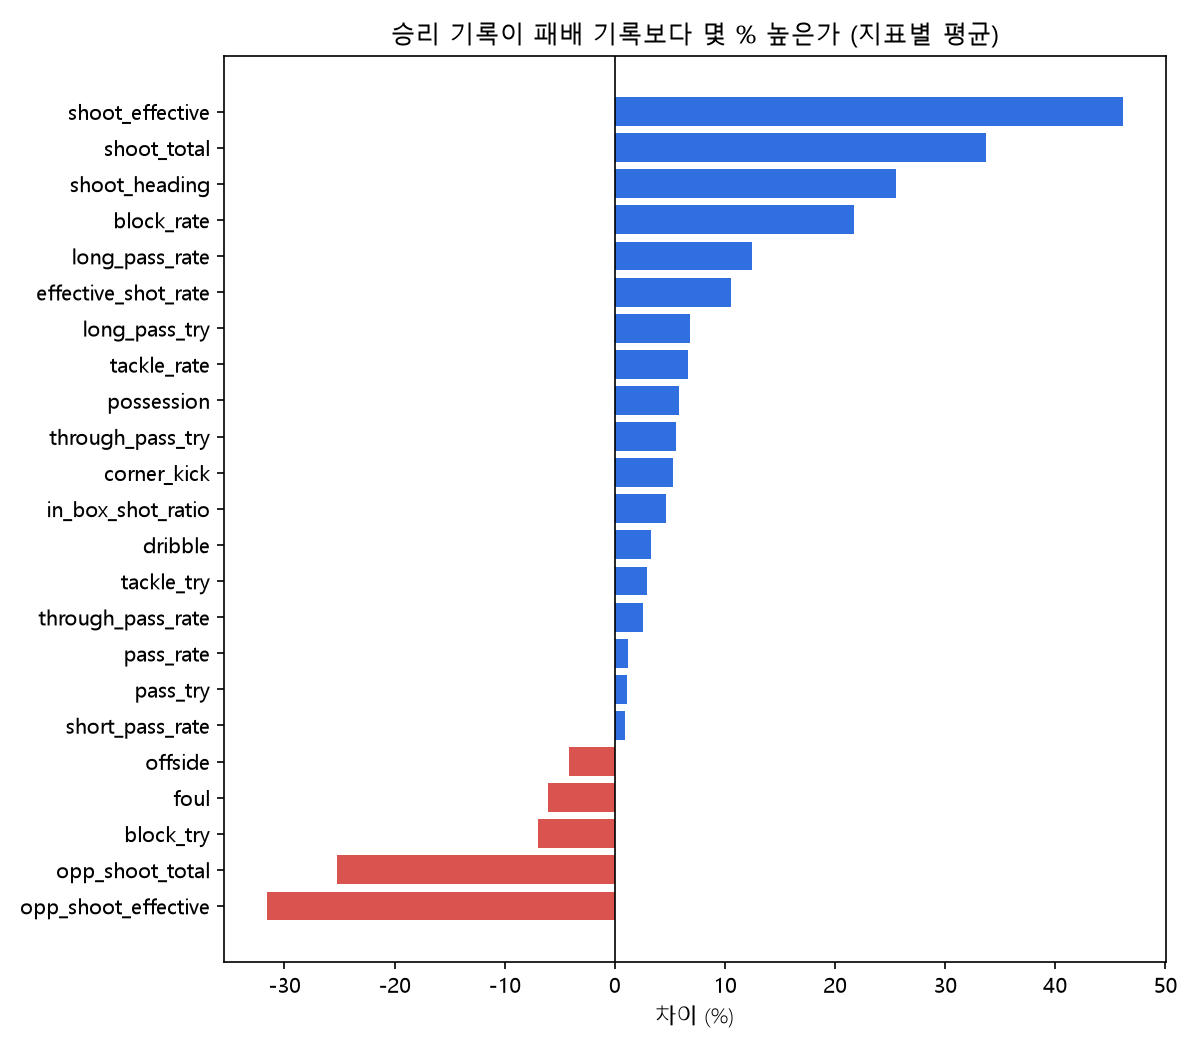 승리 기록이 패배 기록보다 몇 % 높은가 (지표별 평균)
shoot_effective
shoot_total
shoot_heading
block_rate
long_pass_rate
effective_shot_rate
long_pass_try
tackle_rate
possession
through_pass_try
corner_kick
in_box_shot_ratio
dribble
tackle_try
through_pass_rate
pass_rate
pass_try
short_pass_rate
offside
foul
block_try
opp_shoot_total
opp_shoot_effective
-30 -20 -10 0 10 20 30 40 50
차이 (%)